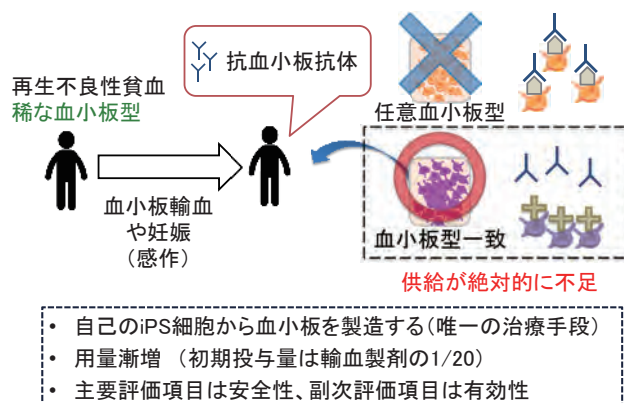 抗血小板抗体
再生不良性貧血
稀な血小板型
任意血小板型
血小板輸血
や妊娠
（感作）
血小板型一致
供給が絶対的に不足
• 自己のiPS細胞から血小板を製造する（唯一の治療手段）
• 用量漸増 （初期投与量は輸血製剤の1/20）
• 主要評価項目は安全性、副次評価項目は有効性